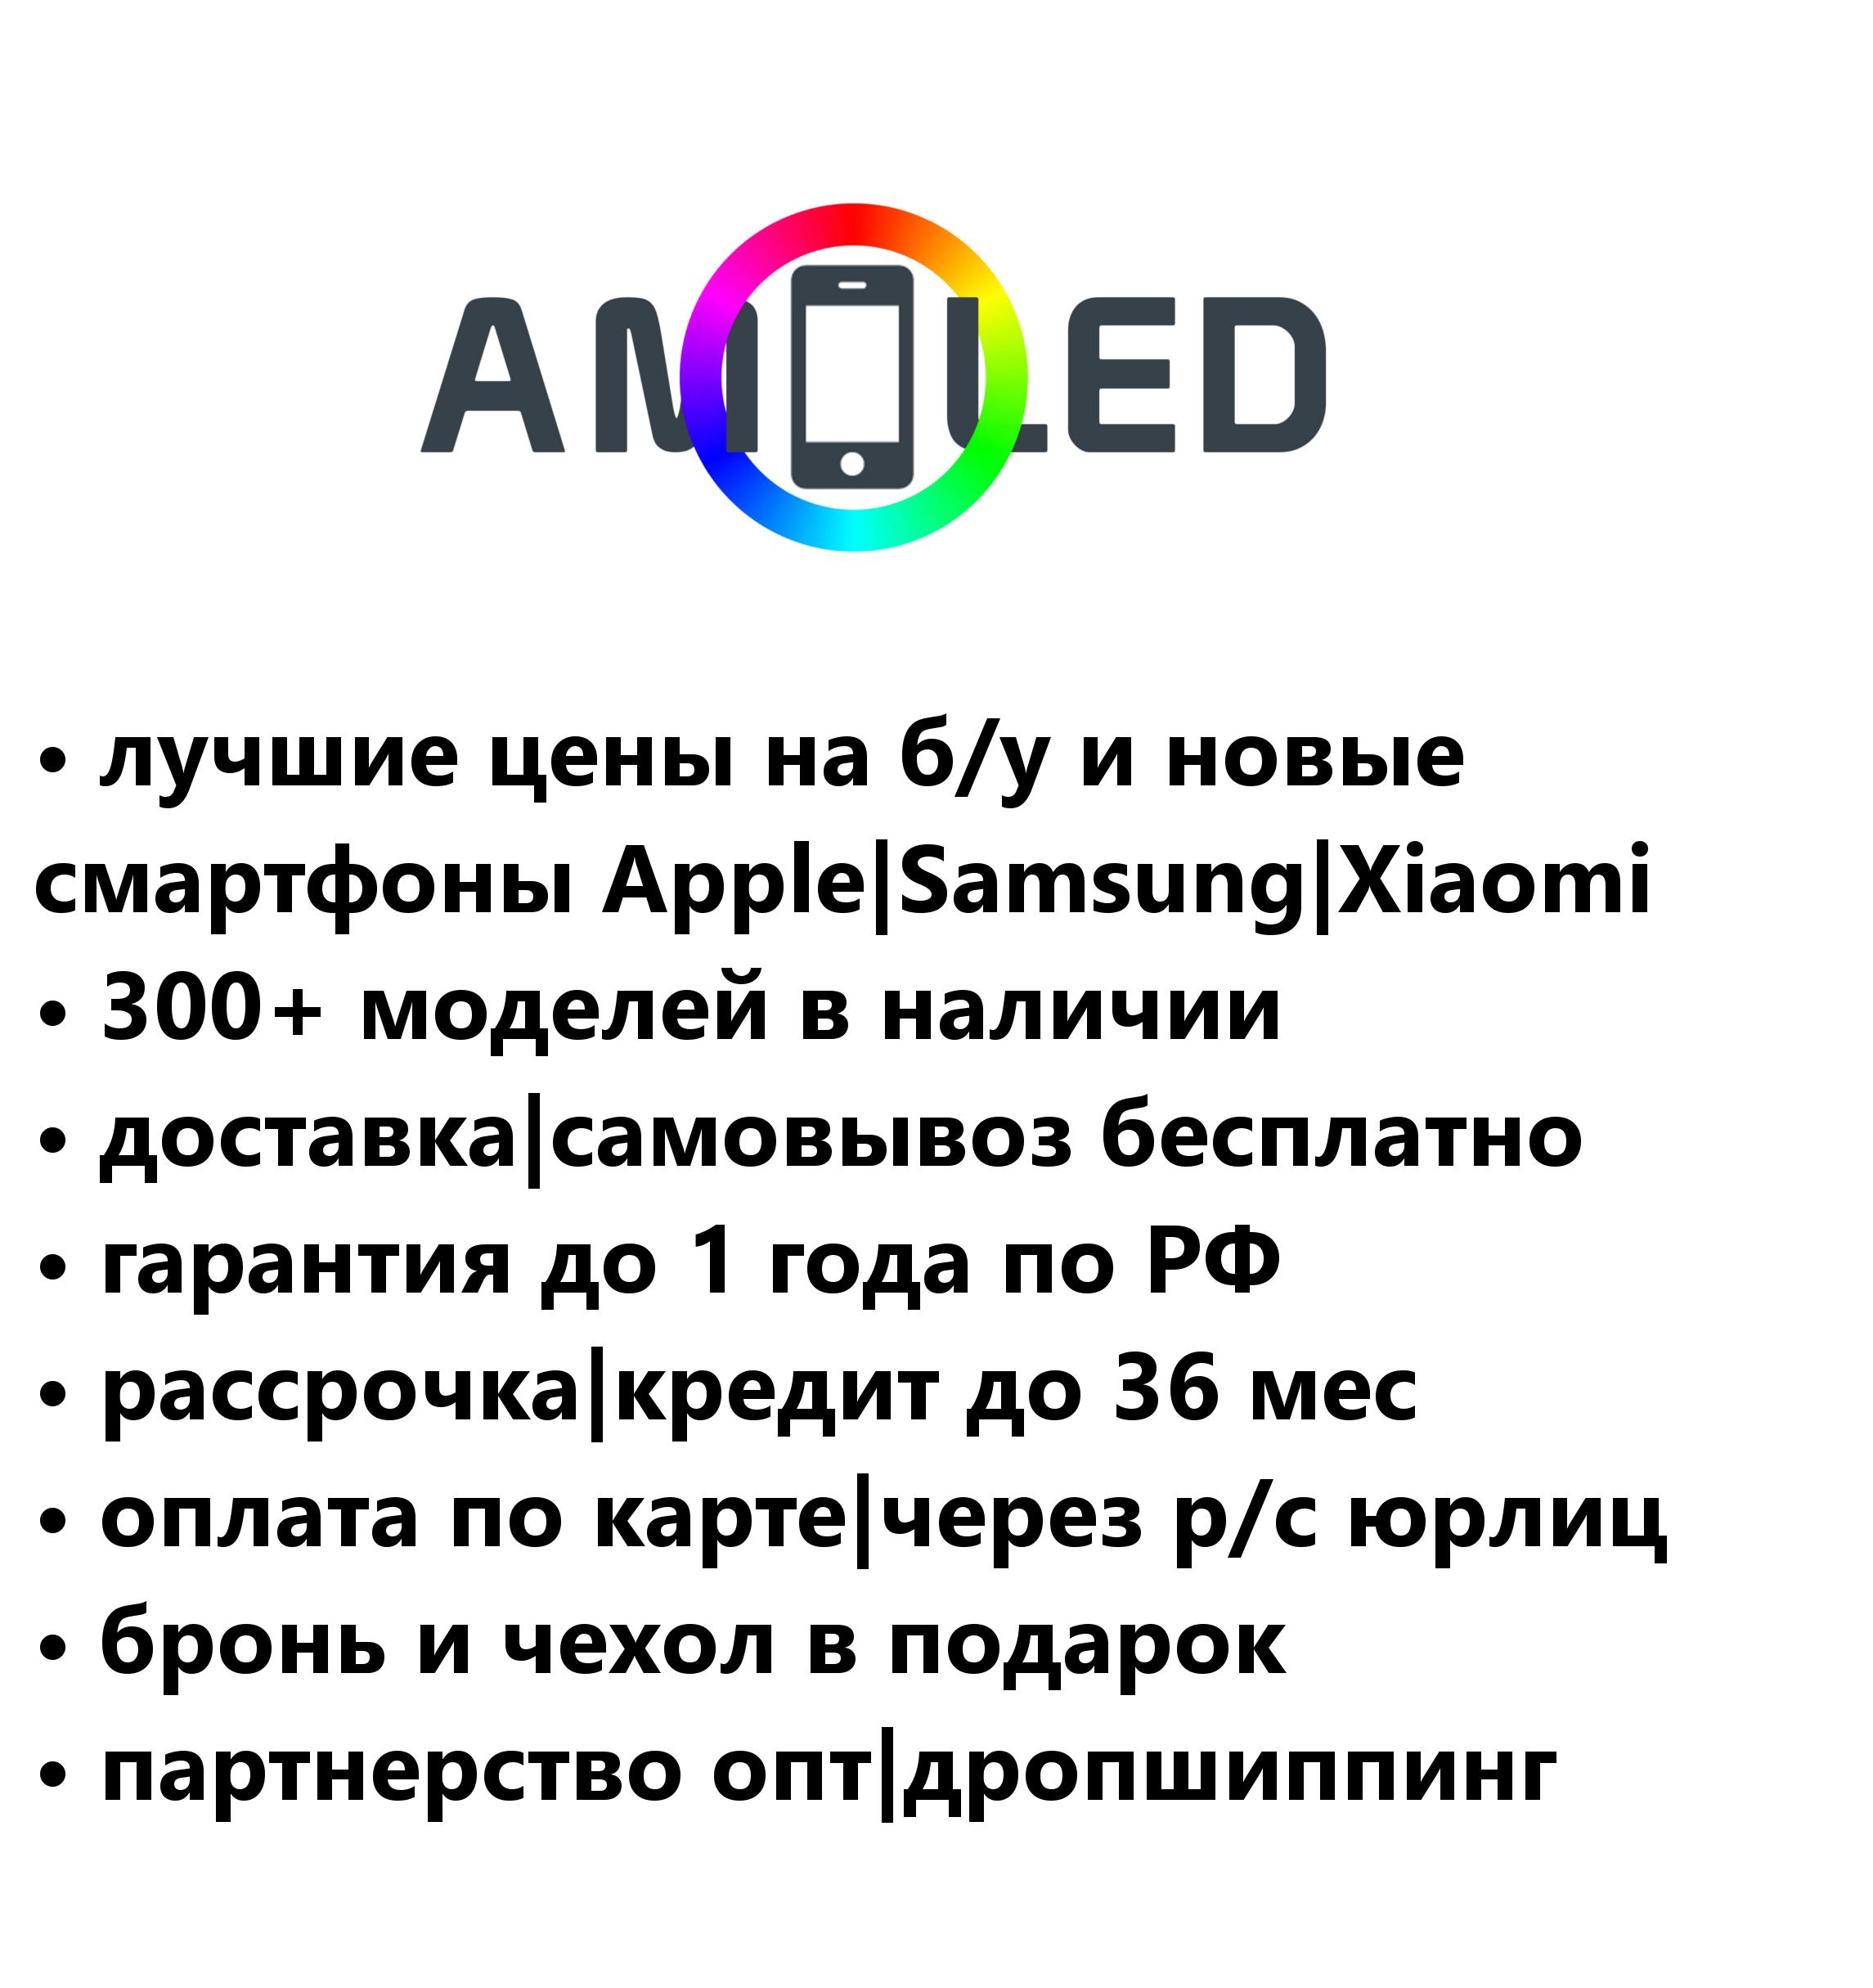 AMOLED
• лучшие цены на б/у и новые
смартфоны Apple|Samsung|Xiaomi
• 300+ моделей в наличии
• доставка|самовывоз бесплатно
• гарантия до 1 года по РФ
• рассрочка|кредит до 36 мес
• оплата по карте|через р/с юрлиц
• бронь и чехол в подарок
• партнерство опт|дропшиппинг